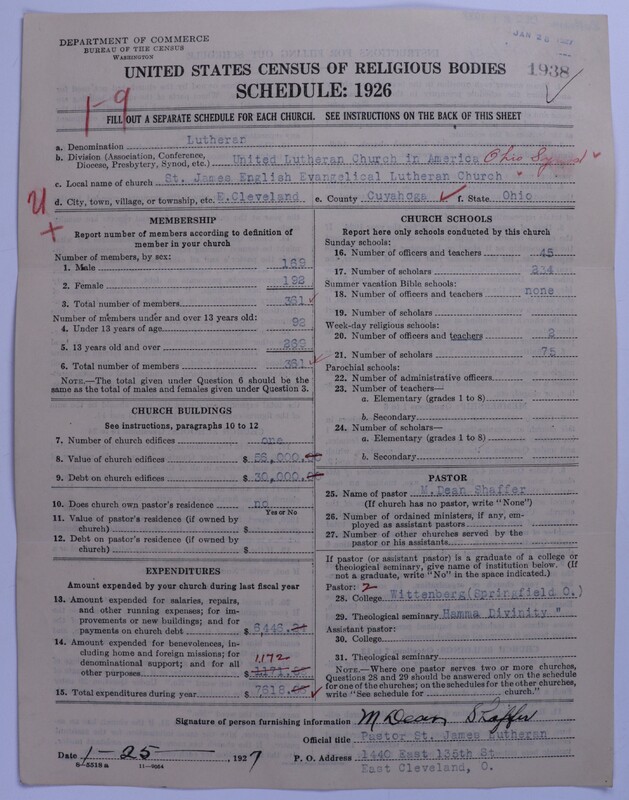 DEPARTMENT OF COMMERCE
BUREAU OF THE CENSUS
WASHINGTON
UNITED STATES CENSUS OF RELIGIOUS BODIES
1938
SCHEDULE: 1926
1-9
FILL OUT A SEPARATE SCHEDULE FOR EACH CHURCH. SEE INSTRUCTIONS ON THE BACK OF THIS SHEET
a. Denomination Lutheran
b. Division (Association, Conference, Diocese, Presbytery, Synod, etc.) United Lutheran Church in America Ohio Synod
c. Local name of church St. James English Evangelical Lutheran Church
d. City, town, village, or township, etc. E.Cleveland e. County Cuyahoga f. State Ohio
MEMBERSHIP
Report number of members according to definition of
member in your church
Number of members, by sex:
1. Male 189
2. Female 192
3. Total number of members 381
Number of members under and over 13 years old:
4. Under 13 years of age 92
5. 13 years old and over 289
6. Total number of members 381
NOTE.—The total given under Question 6 should be
the same as the total of males and females given under Question 3.
CHURCH BUILDINGS
See instructions, paragraphs 10 to 12
7. Number of church edifices one
8. Value of church edifices $
9. Debt on church edifices $ 30,000.
10. Does church own pastor's residence no
Yes or No
11. Value of pastor's residence (if owned by
church) $
12. Debt on pastor's residence (if owned by
church) $
EXPENDITURES
Amount expended by your church during last fiscal year
13. Amount expended for salaries, repairs,
and other running expenses; for im-
provements or new buildings; and for
payments on church debt $ 6446.
14. Amount expended for benevolences, in-
cluding home and foreign missions; for
denominational support; and for all
other purposes $ 1171. 1172
15. Total expenditures during year $ 7618.
CHURCH SCHOOLS
Report here only schools conducted by this church
Sunday schools:
16. Number of officers and teachers 45
17. Number of scholars 334
Summer vacation Bible schools:
18. Number of officers and teachers none
19. Number of scholars
Week-day religious schools:
20. Number of officers and teachers 2
21. Number of scholars 75
Parochial schools:
22. Number of administrative officers
23. Number of teachers—
a. Elementary (grades 1 to 8)
b. Secondary
24. Number of scholars—
a. Elementary (grades 1 to 8)
b. Secondary
PASTOR
25. Name of pastor M.Dean Shaffer
(If church has no pastor, write "None")
26. Number of ordained ministers, if any, em-
ployed as assistant pastors
27. Number of other churches served by the
pastor or his assistants
If pastor (or assistant pastor) is a graduate of a college or
theological seminary, give name of institution below. (If
not a graduate, write "No" in the space indicated.)
Pastor: 2
28. College Wittenberg(Springfield O.)
29. Theological seminary Hamma Divinity "
Assistant pastor:
30. College
31. Theological seminary
NOTE.—Where one pastor serves two or more churches,
Questions 28 and 29 should be answered only on the schedule
for one of the churches; on the schedules for the other churches,
write "See schedule for church."
Signature of person furnishing information M Dean Shaffer
Official title Pastor St. James Lutheran
Date 1-25, 1927 P. O. Address 1440 East 135th St
East Cleveland, O.
8-5518 a 11-9064